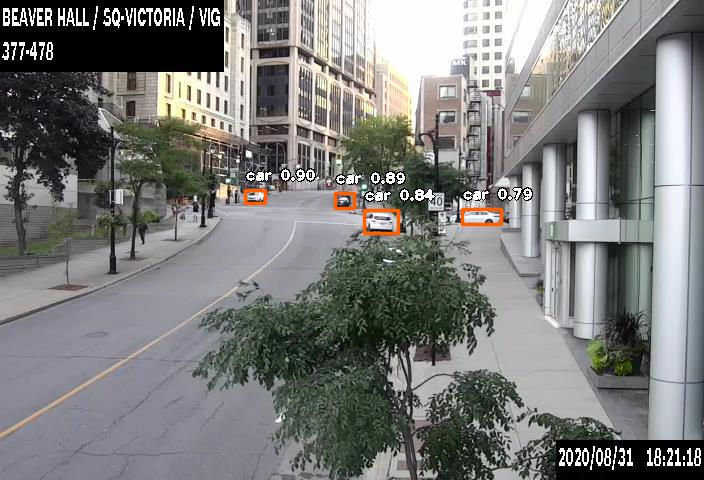 BEAVER HALL / SQ-VICTORIA / VIG
377-478
MK
car 0.90
car 0.89
car 0.84
car 0.79
40
2020/08/31 18:21:18